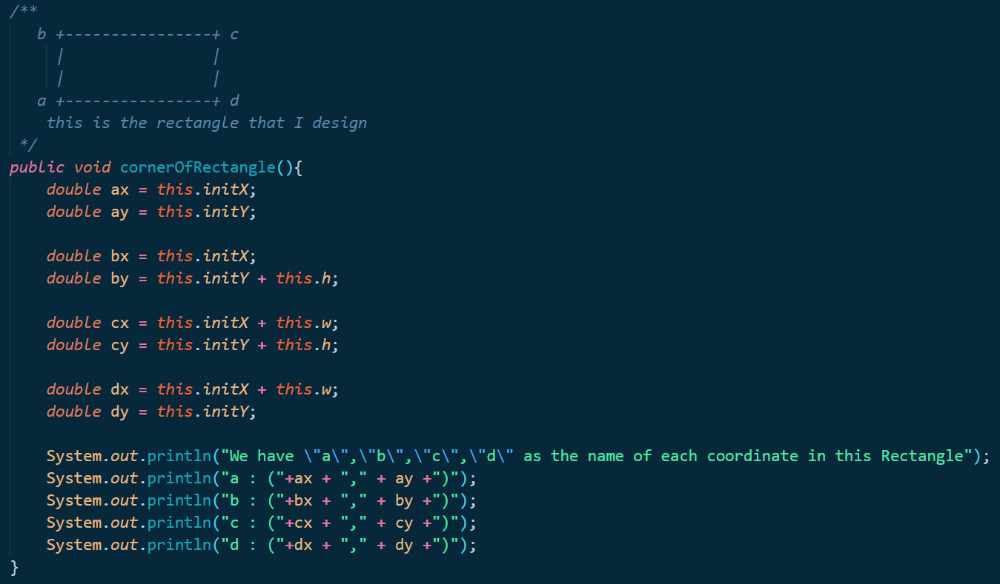 /**
   b +----------------+ c
     |                |
     |                |
   a +----------------+ d
    this is the rectangle that I design
 */
public void cornerOfRectangle(){
    double ax = this.initX;
    double ay = this.initY;

    double bx = this.initX;
    double by = this.initY + this.h;

    double cx = this.initX + this.w;
    double cy = this.initY + this.h;

    double dx = this.initX + this.w;
    double dy = this.initY;

    System.out.println("We have \"a\",\"b\",\"c\",\"d\" as the name of each coordinate in this Rectangle");
    System.out.println("a : ("+ax + "," + ay +")");
    System.out.println("b : ("+bx + "," + by +")");
    System.out.println("c : ("+cx + "," + cy +")");
    System.out.println("d : ("+dx + "," + dy +")");
}